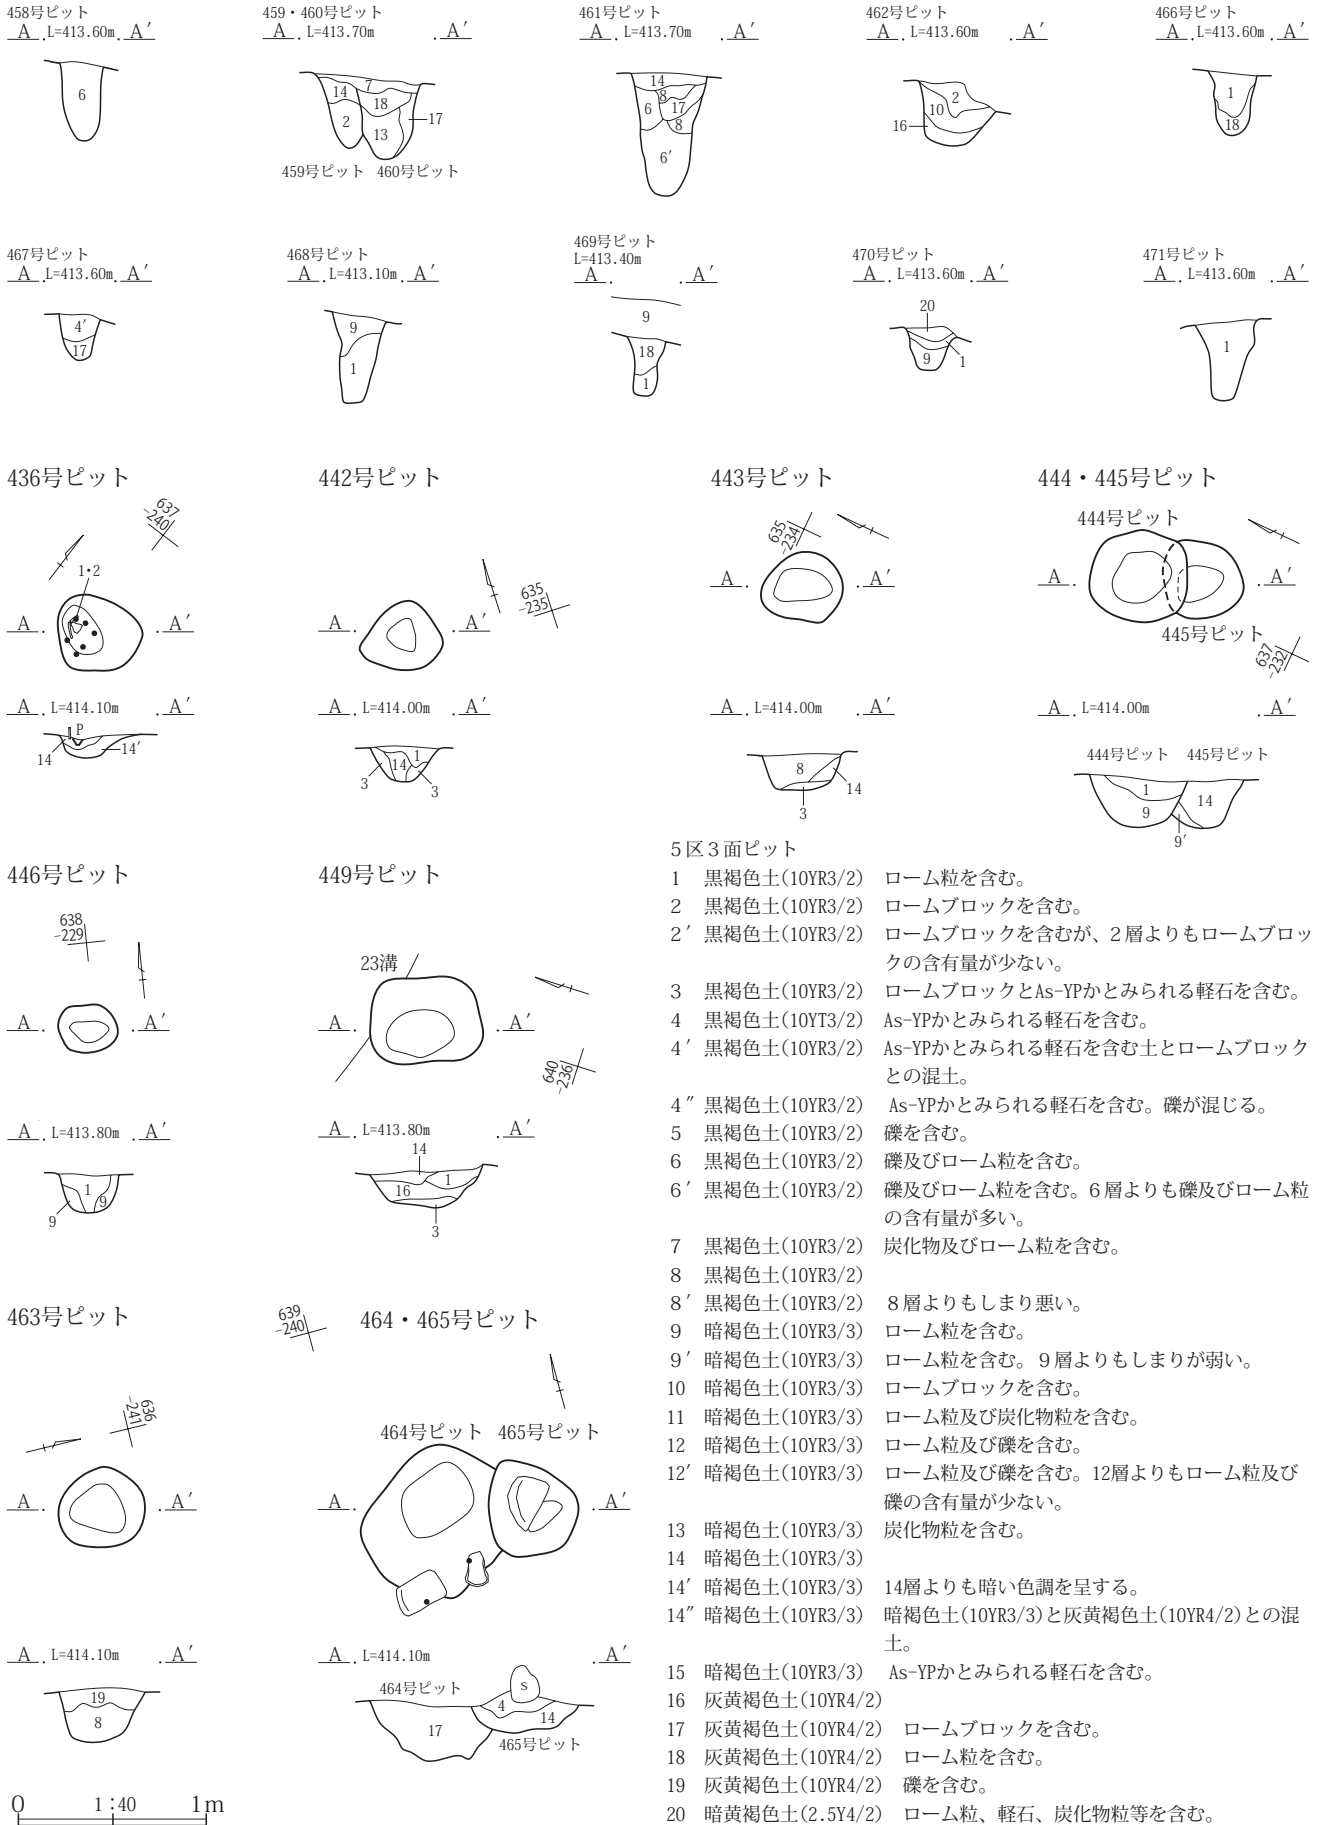 458号ピット
A . L=413.60m . A′
6
459・460号ピット
A . L=413.70m . A′
7
14
18
2
13
17
459号ピット 460号ピット
461号ピット
A . L=413.70m . A′
14
8
6
17
8
6′
462号ピット
A . L=413.60m . A′
2
10
16
466号ピット
A . L=413.60m . A′
1
18
467号ピット
A . L=413.60m . A′
4′
17
468号ピット
A . L=413.10m . A′
9
1
469号ピット
L=413.40m
A . . A′
9
18
1
470号ピット
A . L=413.60m . A′
20
9
1
471号ピット
A . L=413.60m . A′
1
436号ピット
637
-240
1・2
A . . A′
A . L=414.10m . A′
P
14
14′
442号ピット
635
-235
A . . A′
A . L=414.00m . A′
14
1
3
3
443号ピット
635
-234
A . . A′
A . L=414.00m . A′
8
14
3
444・445号ピット
444号ピット
A . . A′
445号ピット
637
-232
A . L=414.00m . A′
444号ピット 445号ピット
1
9
14
9′
446号ピット
638
-229
A . . A′
A . L=413.80m . A′
1
9
9
449号ピット
23溝
A . . A′
640
-236
A . L=413.80m . A′
14
16
1
3
463号ピット
636
-241
A . . A′
A . L=414.10m . A′
19
8
639
-240
464・465号ピット
464号ピット 465号ピット
A . . A′
A . L=414.10m . A′
464号ピット
S
4
17
14
465号ピット
0 1:40 1m
5区3面ピット
1 黒褐色土(10YR3/2) ローム粒を含む。
2 黒褐色土(10YR3/2) ロームブロックを含む。
2′ 黒褐色土(10YR3/2) ロームブロックを含むが、2層よりもロームブロッ
クの含有量が少ない。
3 黒褐色土(10YR3/2) ロームブロックとAs-YPかとみられる軽石を含む。
4 黒褐色土(10YT3/2) As-YPかとみられる軽石を含む。
4′ 黒褐色土(10YR3/2) As-YPかとみられる軽石を含む土とロームブロック
との混土。
4″ 黒褐色土(10YR3/2) As-YPかとみられる軽石を含む。礫が混じる。
5 黒褐色土(10YR3/2) 礫を含む。
6 黒褐色土(10YR3/2) 礫及びローム粒を含む。
6′ 黒褐色土(10YR3/2) 礫及びローム粒を含む。6層よりも礫及びローム粒
の含有量が多い。
7 黒褐色土(10YR3/2) 炭化物及びローム粒を含む。
8 黒褐色土(10YR3/2)
8′ 黒褐色土(10YR3/2) 8層よりもしまり悪い。
9 暗褐色土(10YR3/3) ローム粒を含む。
9′ 暗褐色土(10YR3/3) ローム粒を含む。9層よりもしまりが弱い。
10 暗褐色土(10YR3/3) ロームブロックを含む。
11 暗褐色土(10YR3/3) ローム粒及び炭化物粒を含む。
12 暗褐色土(10YR3/3) ローム粒及び礫を含む。
12′ 暗褐色土(10YR3/3) ローム粒及び礫を含む。12層よりもローム粒及び
礫の含有量が少ない。
13 暗褐色土(10YR3/3) 炭化物粒を含む。
14 暗褐色土(10YR3/3)
14′ 暗褐色土(10YR3/3) 14層よりも暗い色調を呈する。
14″ 暗褐色土(10YR3/3) 暗褐色土(10YR3/3)と灰黄褐色土(10YR4/2)との混
土。
15 暗褐色土(10YR3/3) As-YPかとみられる軽石を含む。
16 灰黄褐色土(10YR4/2)
17 灰黄褐色土(10YR4/2) ロームブロックを含む。
18 灰黄褐色土(10YR4/2) ローム粒を含む。
19 灰黄褐色土(10YR4/2) 礫を含む。
20 暗黄褐色土(2.5Y4/2) ローム粒、軽石、炭化物粒等を含む。